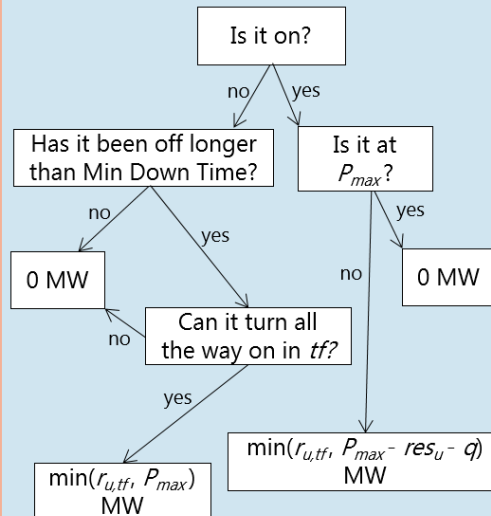 Is it on?
no
yes
Has it been off longer
than Min Down Time?
Is it at
Pmax?
no
yes
yes
0 MW
no
0 MW
Can it turn all
the way on in tf?
no
yes
min(ru,tf, Pmax - resu - q)
MW
min(ru,tf, Pmax)
MW